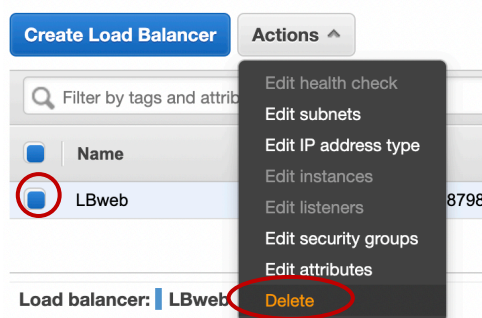 Create Load Balancer Actions
Edit health check
Filter by tags and attrib
Edit subnets
Name
Edit IP address type
Edit instances
LBweb 8798
Edit listeners
Edit security groups
Edit attributes
Load balancer: LBweb
Delete